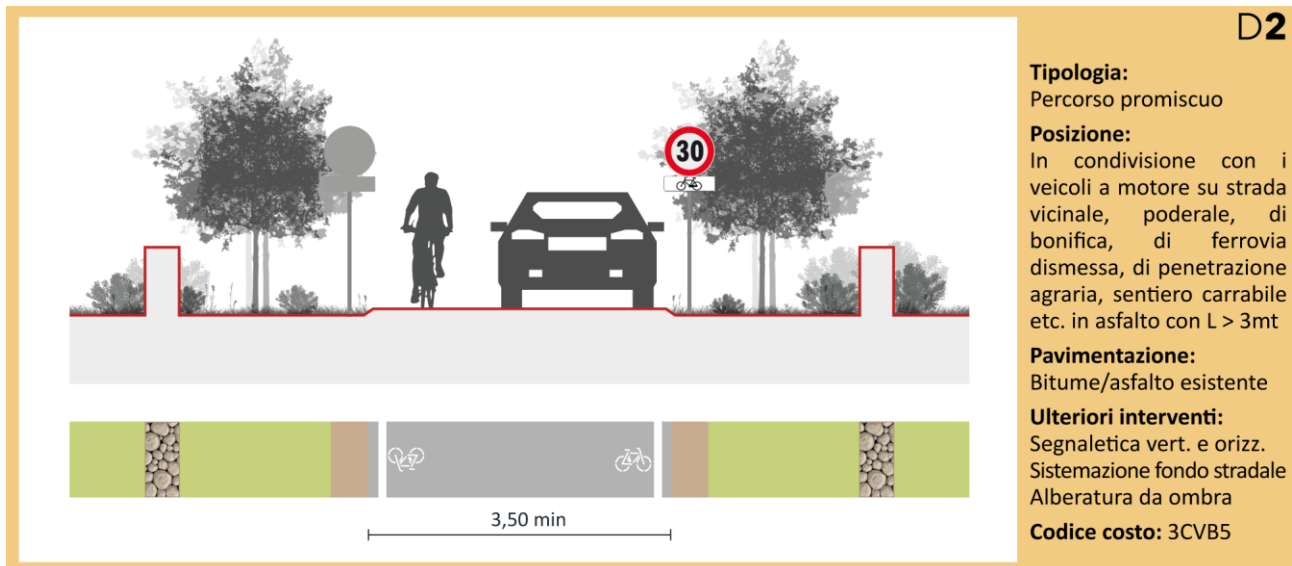 D2
30
3,50 min
Tipologia:
Percorso promiscuo
Posizione:
In condivisione con i
veicoli a motore su strada
vicinale, poderale, di
bonifica, di ferrovia
dismessa, di penetrazione
agraria, sentiero carrabile
etc. in asfalto con L > 3mt
Pavimentazione:
Bitume/asfalto esistente
Ulteriori interventi:
Segnaletica vert. e orizz.
Sistemazione fondo stradale
Alberatura da ombra
Codice costo: 3CVB5